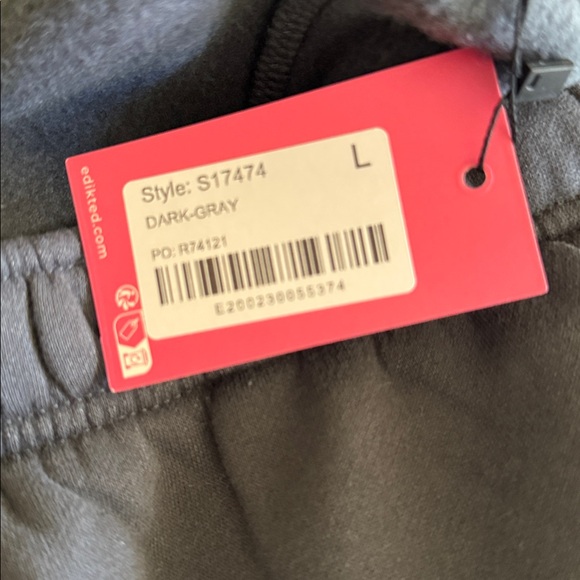 edikted.com
Style: S17474
L
DARK-GRAY
PO: R74121
E200230055374